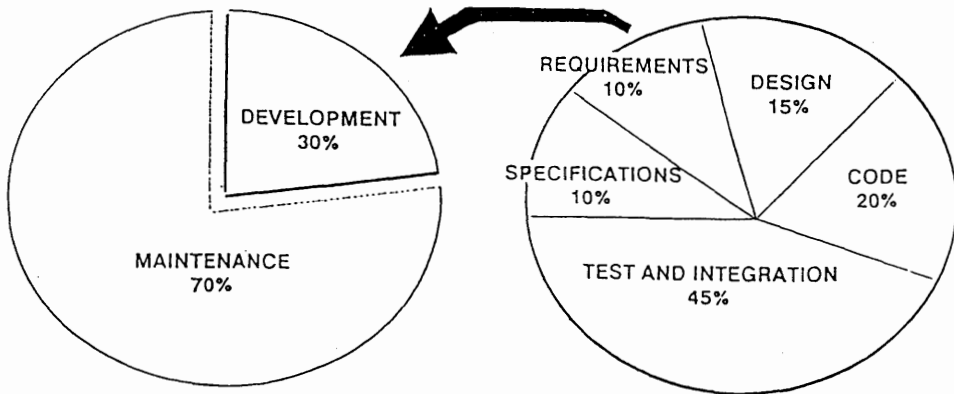 DEVELOPMENT
30%
MAINTENANCE
70%
REQUIREMENTS
10%
DESIGN
15%
SPECIFICATIONS
10%
CODE
20%
TEST AND INTEGRATION
45%